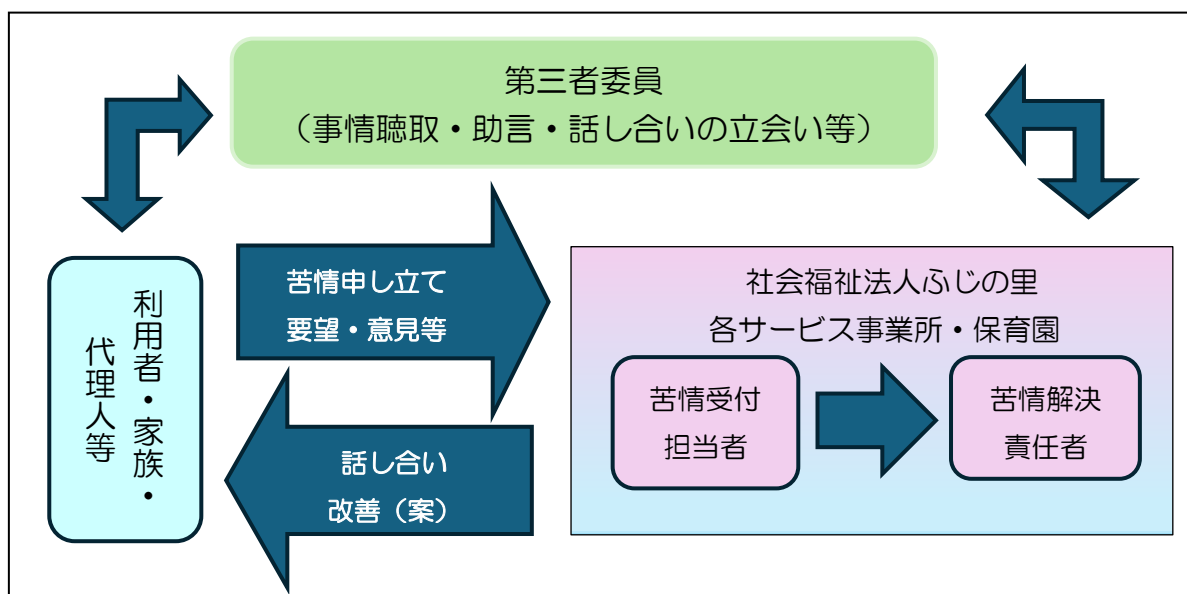 第三者委員
（事情聴取・助言・話し合いの立会い等）
利用者・家族・
代理人等
苦情申し立て
要望・意見等
話し合い
改善（案）
社会福祉法人ふじの里
各サービス事業所・保育園
苦情受付
担当者
苦情解決
責任者